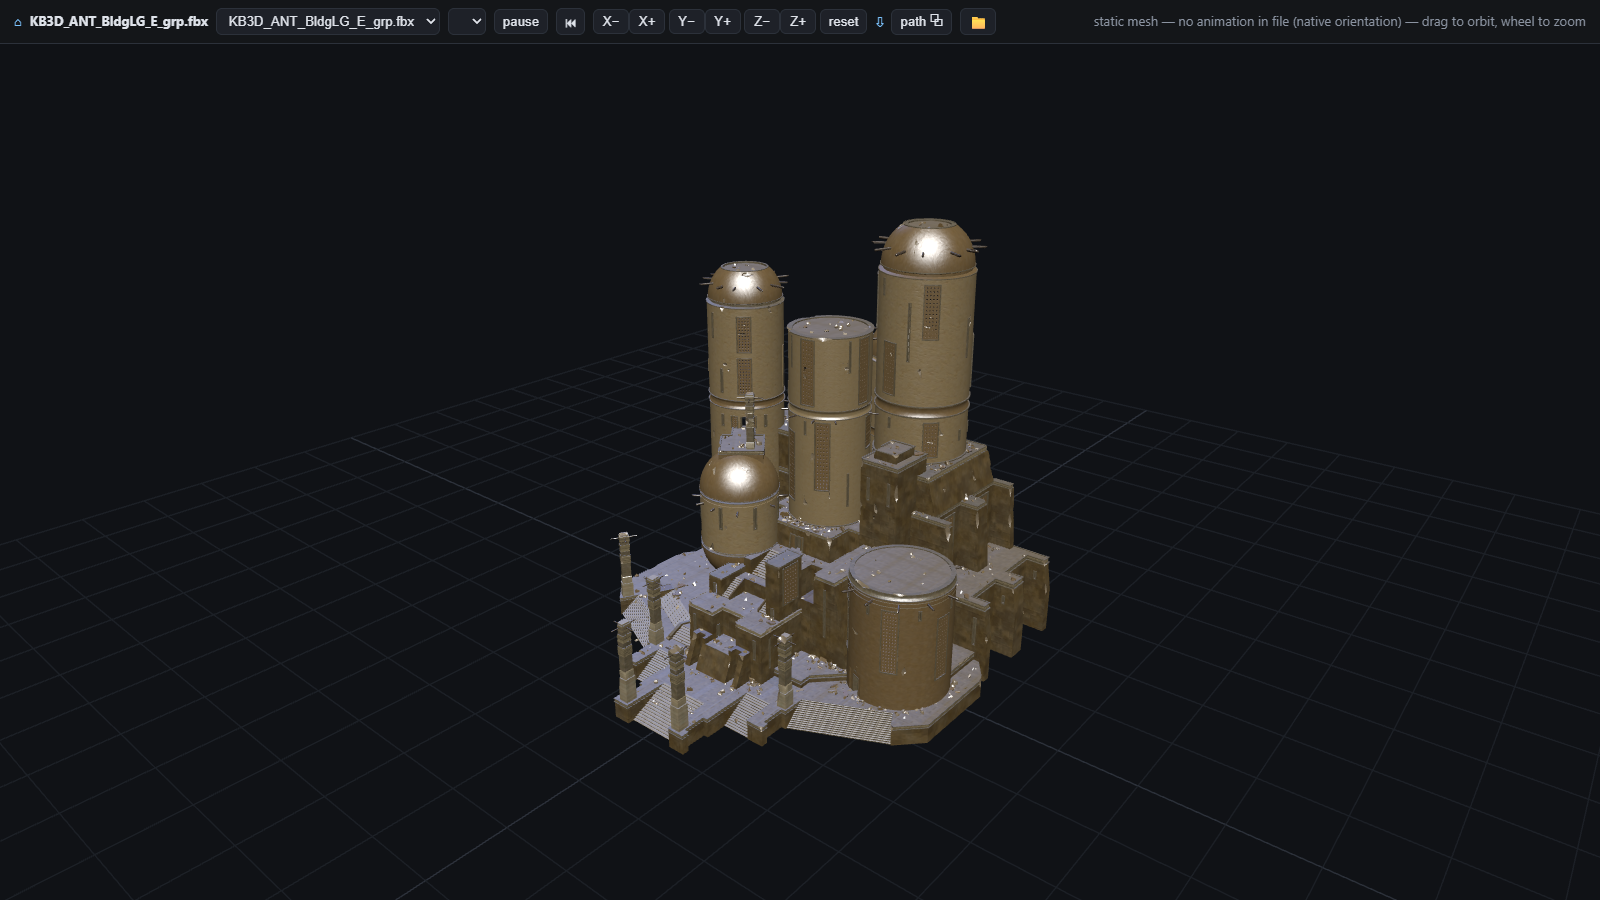 KB3D_ANT_BldgLG_E_grp.fbx KB3D_ANT_BldgLG_E_grp.fbx pause X− X+ Y− Y+ Z− Z+ reset path static mesh — no animation in file (native orientation) — drag to orbit, wheel to zoom